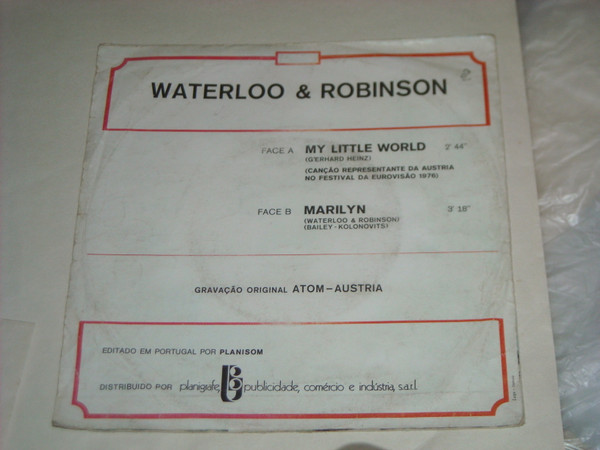 WATERLOO & ROBINSON
FACE A MY LITTLE WORLD 2' 44"
(G'ERHARD HEINZ)
(CANÇÃO REPRESENTANTE DA AUSTRIA
NO FESTIVAL DA EUROVISÃO 1976)
FACE B MARILYN 3' 18"
(WATERLOO & ROBINSON)
(BAILEY - KOLONOVITS)
GRAVAÇÃO ORIGINAL ATOM–AUSTRIA
EDITADO EM PORTUGAL POR PLANISOM
DISTRIBUIDO POR planigráfe, publicidade, comércio e indústria, s.a.r.l.